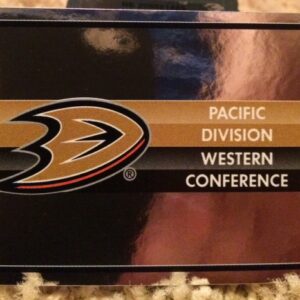 PACIFIC
DIVISION
WESTERN
CONFERENCE
®